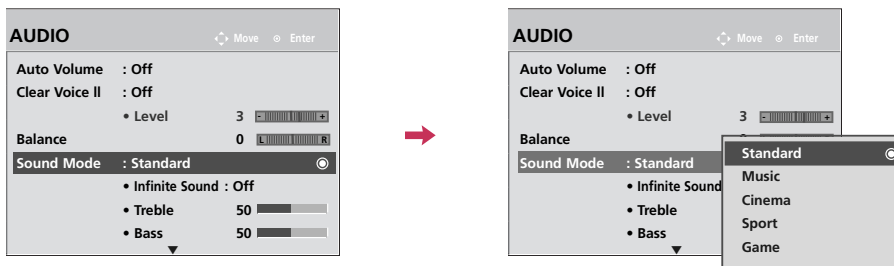 AUDIO
Move Enter
Auto Volume : Off
Clear Voice ll : Off
• Level 3 - +
Balance 0 L R
Sound Mode : Standard
• Infinite Sound : Off
• Treble 50
• Bass 50
AUDIO
Move Enter
Auto Volume : Off
Clear Voice ll : Off
• Level 3 - +
Balance
Sound Mode : Standard
• Infinite Sound
• Treble
• Bass
Standard
Music
Cinema
Sport
Game